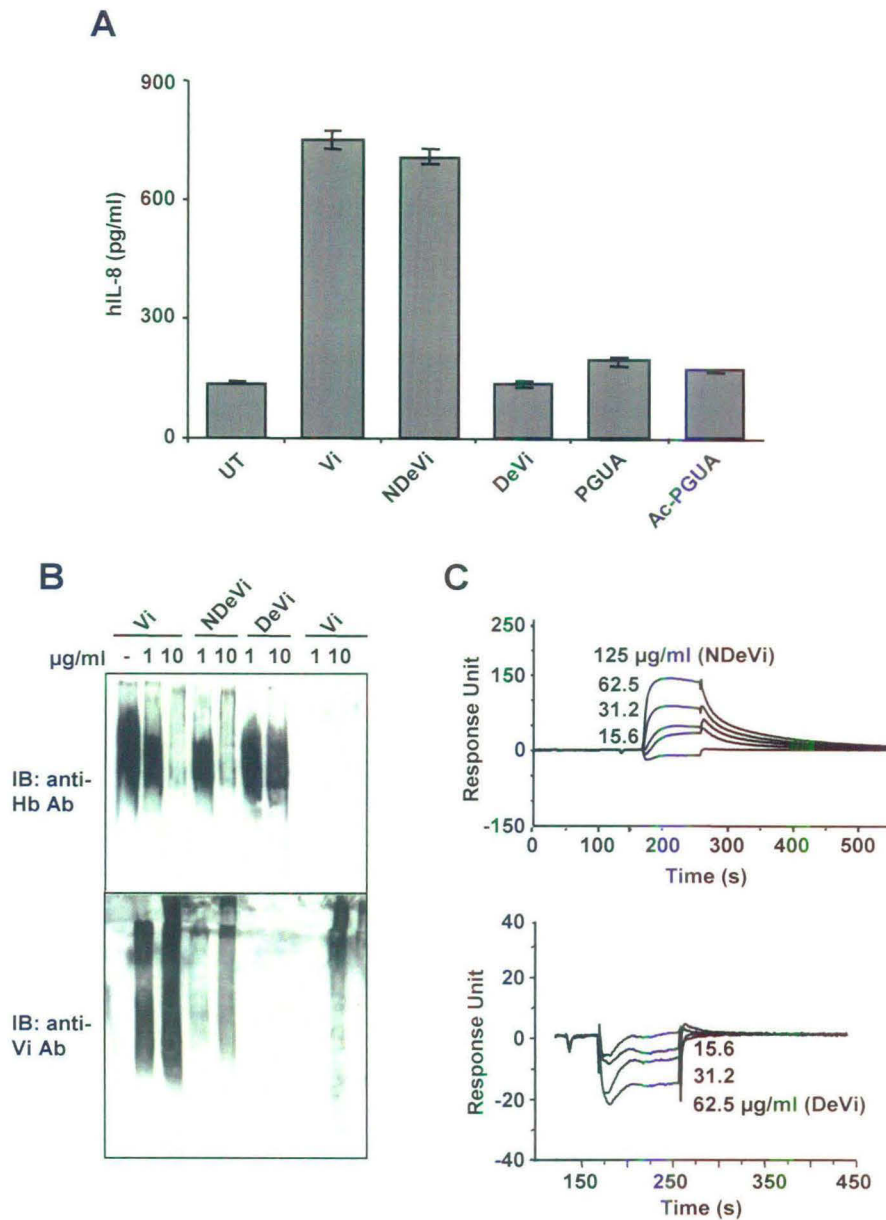 A
900
600
300
0
hIL-8 (pg/ml)
UT
Vi
NDeVi
DeVi
PGUA
Ac-PGUA
B
Vi
NDeVi
DeVi
Vi
µg/ml - 1 10 1 10 1 10 1 10
IB: anti-
Hb Ab
IB: anti-
Vi Ab
C
250
150
50
0
-150
Response Unit
125 µg/ml (NDeVi)
62.5
31.2
15.6
0 100 200 300 400 500
Time (s)
40
20
0
-20
-40
Response Unit
15.6
31.2
62.5 µg/ml (DeVi)
150 250 350 450
Time (s)